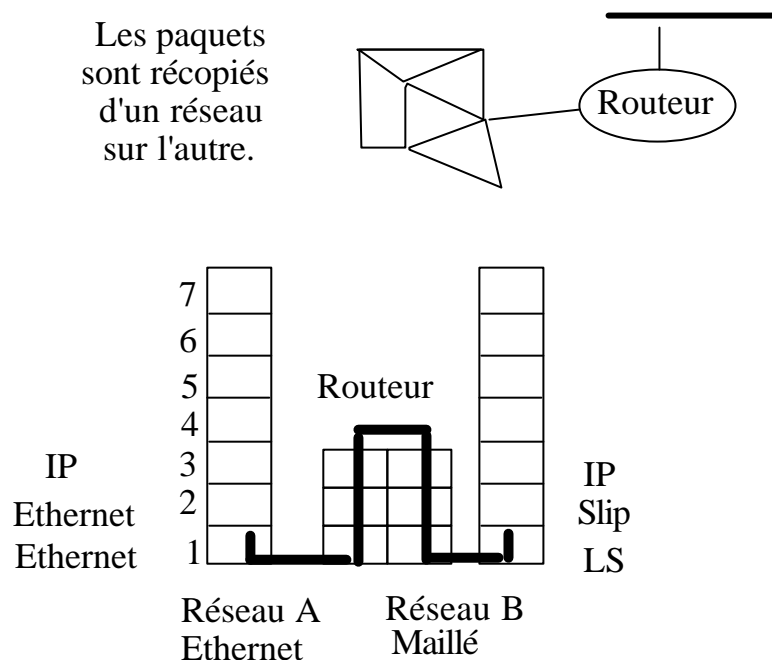 Les paquets
sont récopiés
d'un réseau
sur l'autre.
Routeur
7
6
5
Routeur
4
IP
3
IP
Ethernet
2
Slip
Ethernet
1
LS
Réseau A
Ethernet
Réseau B
Maillé